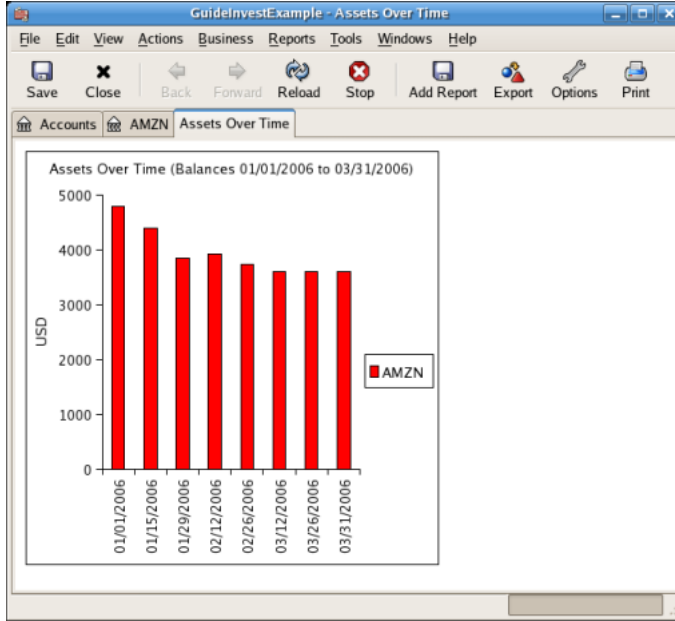 GuideInvestExample - Assets Over Time
File Edit View Actions Business Reports Tools Windows Help
Save Close Back Forward Reload Stop Add Report Export Options Print
Accounts AMZN Assets Over Time
Assets Over Time (Balances 01/01/2006 to 03/31/2006)
5000
4000
3000
2000
1000
0
USD
AMZN
01/01/2006
01/15/2006
01/29/2006
02/12/2006
02/26/2006
03/12/2006
03/26/2006
03/31/2006